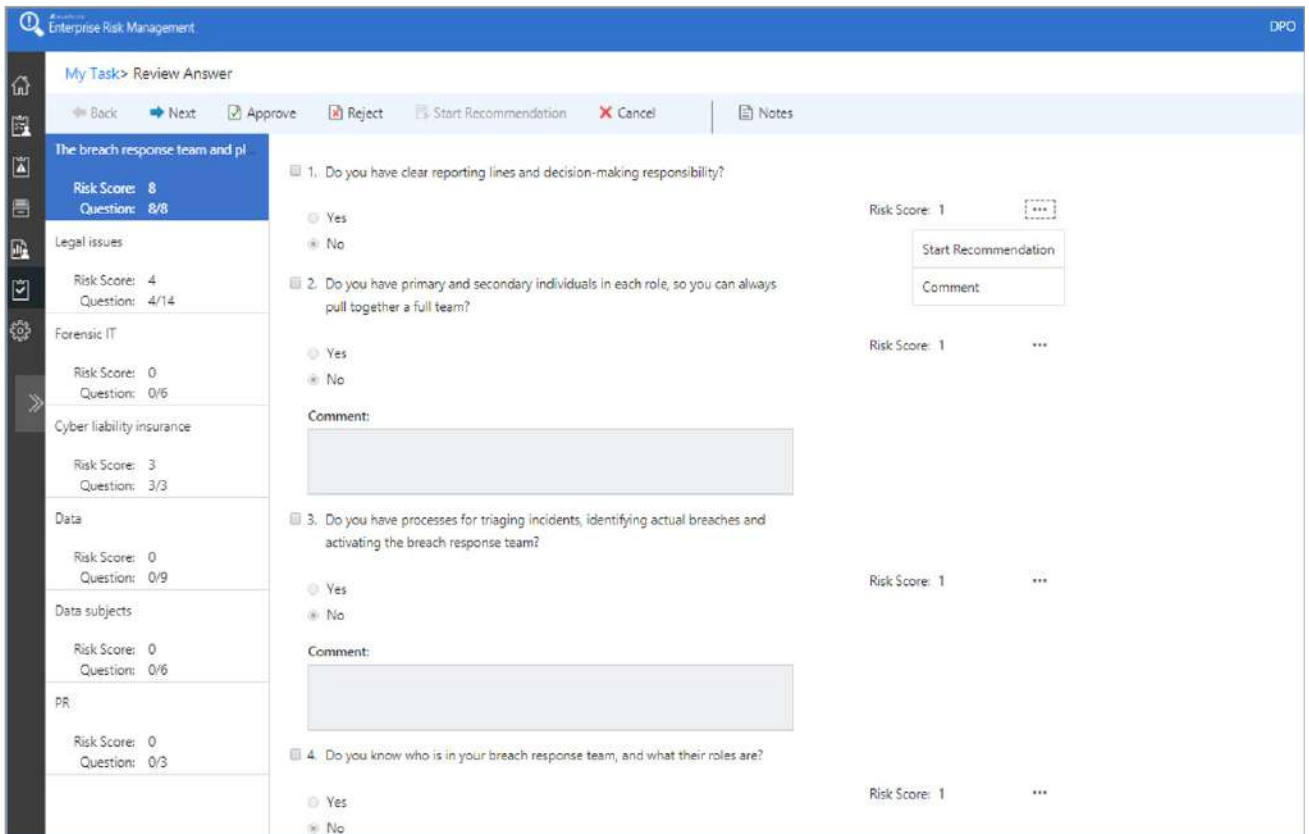 Enterprise Risk Management
DPO
My Task> Review Answer
Back Next Approve Reject Start Recommendation Cancel Notes
The breach response team and pl...
Risk Score: 8
Question: 8/8
Legal issues
Risk Score: 4
Question: 4/14
Forensic IT
Risk Score: 0
Question: 0/6
Cyber liability insurance
Risk Score: 3
Question: 3/3
Data
Risk Score: 0
Question: 0/9
Data subjects
Risk Score: 0
Question: 0/6
PR
Risk Score: 0
Question: 0/3
1. Do you have clear reporting lines and decision-making responsibility?
Yes
No
Risk Score: 1
Start Recommendation
Comment
2. Do you have primary and secondary individuals in each role, so you can always
pull together a full team?
Yes
No
Risk Score: 1
Comment:
3. Do you have processes for triaging incidents, identifying actual breaches and
activating the breach response team?
Yes
No
Risk Score: 1
Comment:
4. Do you know who is in your breach response team, and what their roles are?
Yes
No
Risk Score: 1